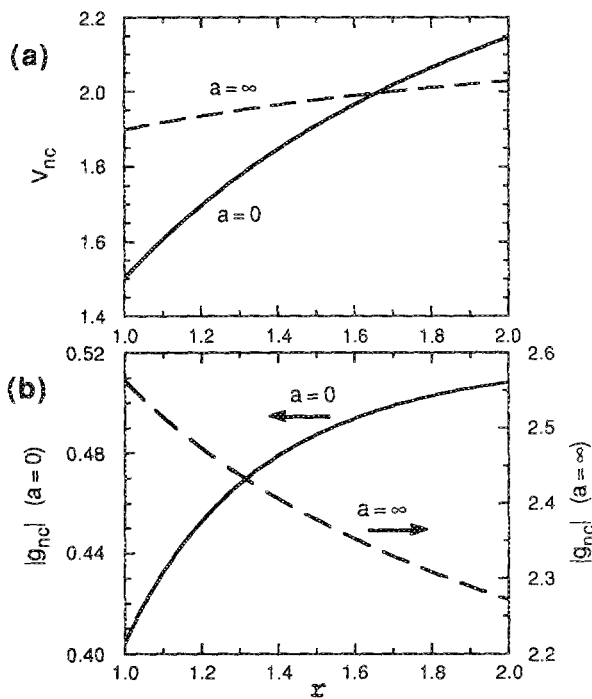 (a)
V_nc
2.2
2.0
1.8
1.6
1.4
a = ∞
a = 0
1.0 1.2 1.4 1.6 1.8 2.0
(b)
|g_nc| (a = 0)
0.52
0.48
0.44
0.40
a = 0
a = ∞
2.6
2.5
2.4
2.3
2.2
|g_nc| (a = ∞)
1.0 1.2 1.4 1.6 1.8 2.0
r